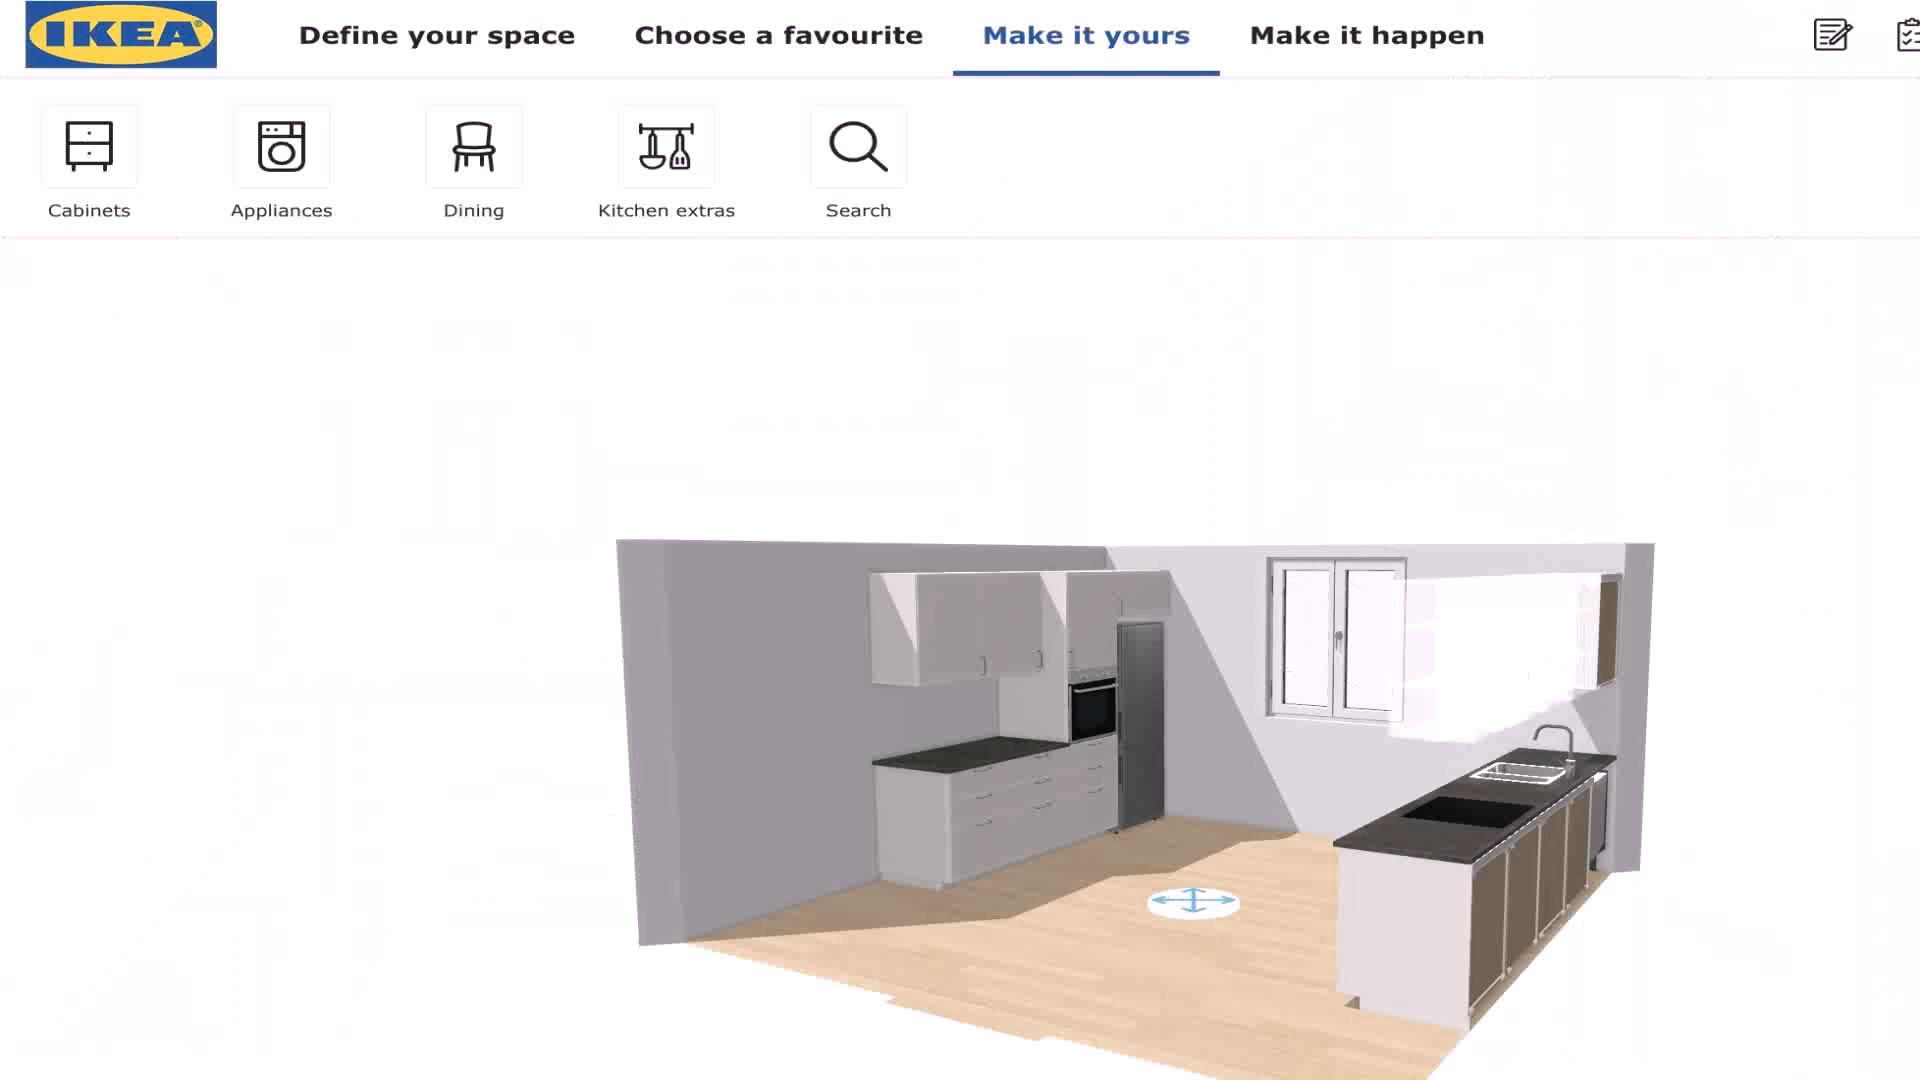 IKEA
Define your space
Choose a favourite
Make it yours
Make it happen
Cabinets
Appliances
Dining
Kitchen extras
Search